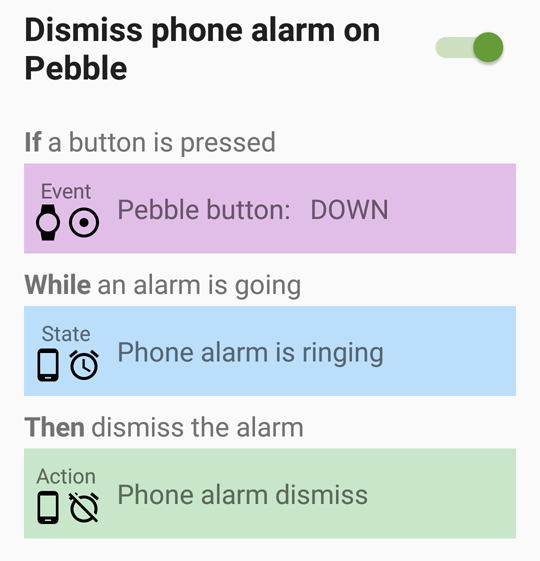 Dismiss phone alarm on
Pebble
If a button is pressed
Event
Pebble button: DOWN
While an alarm is going
State
Phone alarm is ringing
Then dismiss the alarm
Action
Phone alarm dismiss